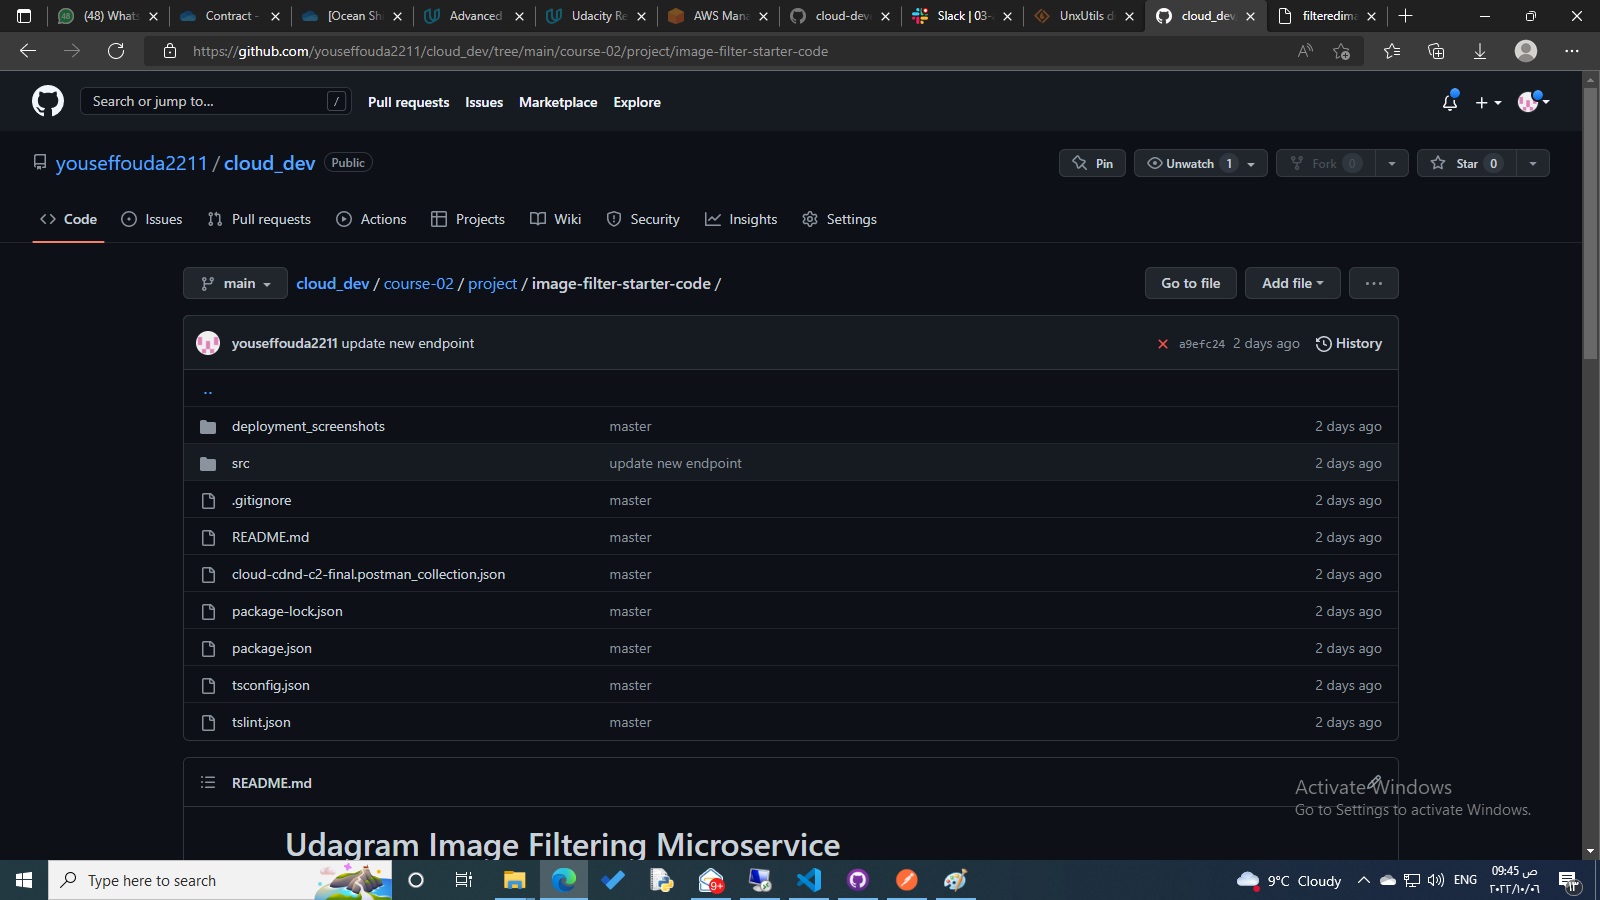 (48) Whats
Contract -
[Ocean Sh
Advanced
Udacity Re
AWS Mana
cloud-deve
Slack | 03-
UnxUtils d
cloud_dev
filteredima
https://github.com/youseffouda2211/cloud_dev/tree/main/course-02/project/image-filter-starter-code
Search or jump to... /
Pull requests Issues Marketplace Explore
youseffouda2211 / cloud_dev Public
Pin
Unwatch 1
Fork 0
Star 0
Code Issues Pull requests Actions Projects Wiki Security Insights Settings
main
cloud_dev / course-02 / project / image-filter-starter-code /
Go to file
Add file
...
youseffouda2211 update new endpoint a9efc24 2 days ago History
..
deployment_screenshots master 2 days ago
src update new endpoint 2 days ago
.gitignore master 2 days ago
README.md master 2 days ago
cloud-cdnd-c2-final.postman_collection.json master 2 days ago
package-lock.json master 2 days ago
package.json master 2 days ago
tsconfig.json master 2 days ago
tslint.json master 2 days ago
README.md
Udagram Image Filtering Microservice
Activate Windows
Go to Settings to activate Windows.
Type here to search
9+
9°C Cloudy
ENG
09:45 ص
٢٠٢٢/١٠/٠٦
١٣